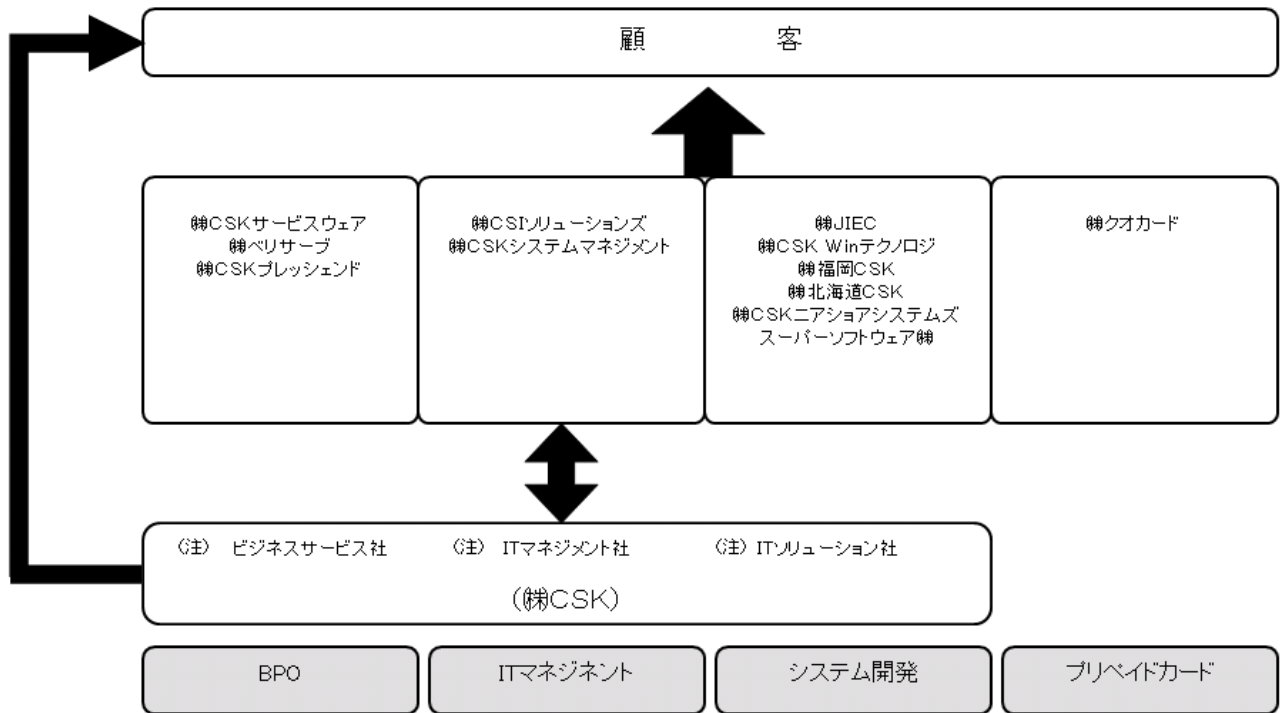 顧　　　客
㈱CSKサービスウェア
㈱ベリサーブ
㈱CSKプレッシェンド
㈱CSIソリューションズ
㈱CSKシステムマネジメント
㈱JIEC
㈱CSK Winテクノロジ
㈱福岡CSK
㈱北海道CSK
㈱CSKニアショアシステムズ
スーパーソフトウェア㈱
㈱クオカード
（注）　ビジネスサービス社　（注）　ITマネジメント社　（注）ITソリューション社
（㈱CSK）
BPO　ITマネジネント　システム開発　プリペイドカード